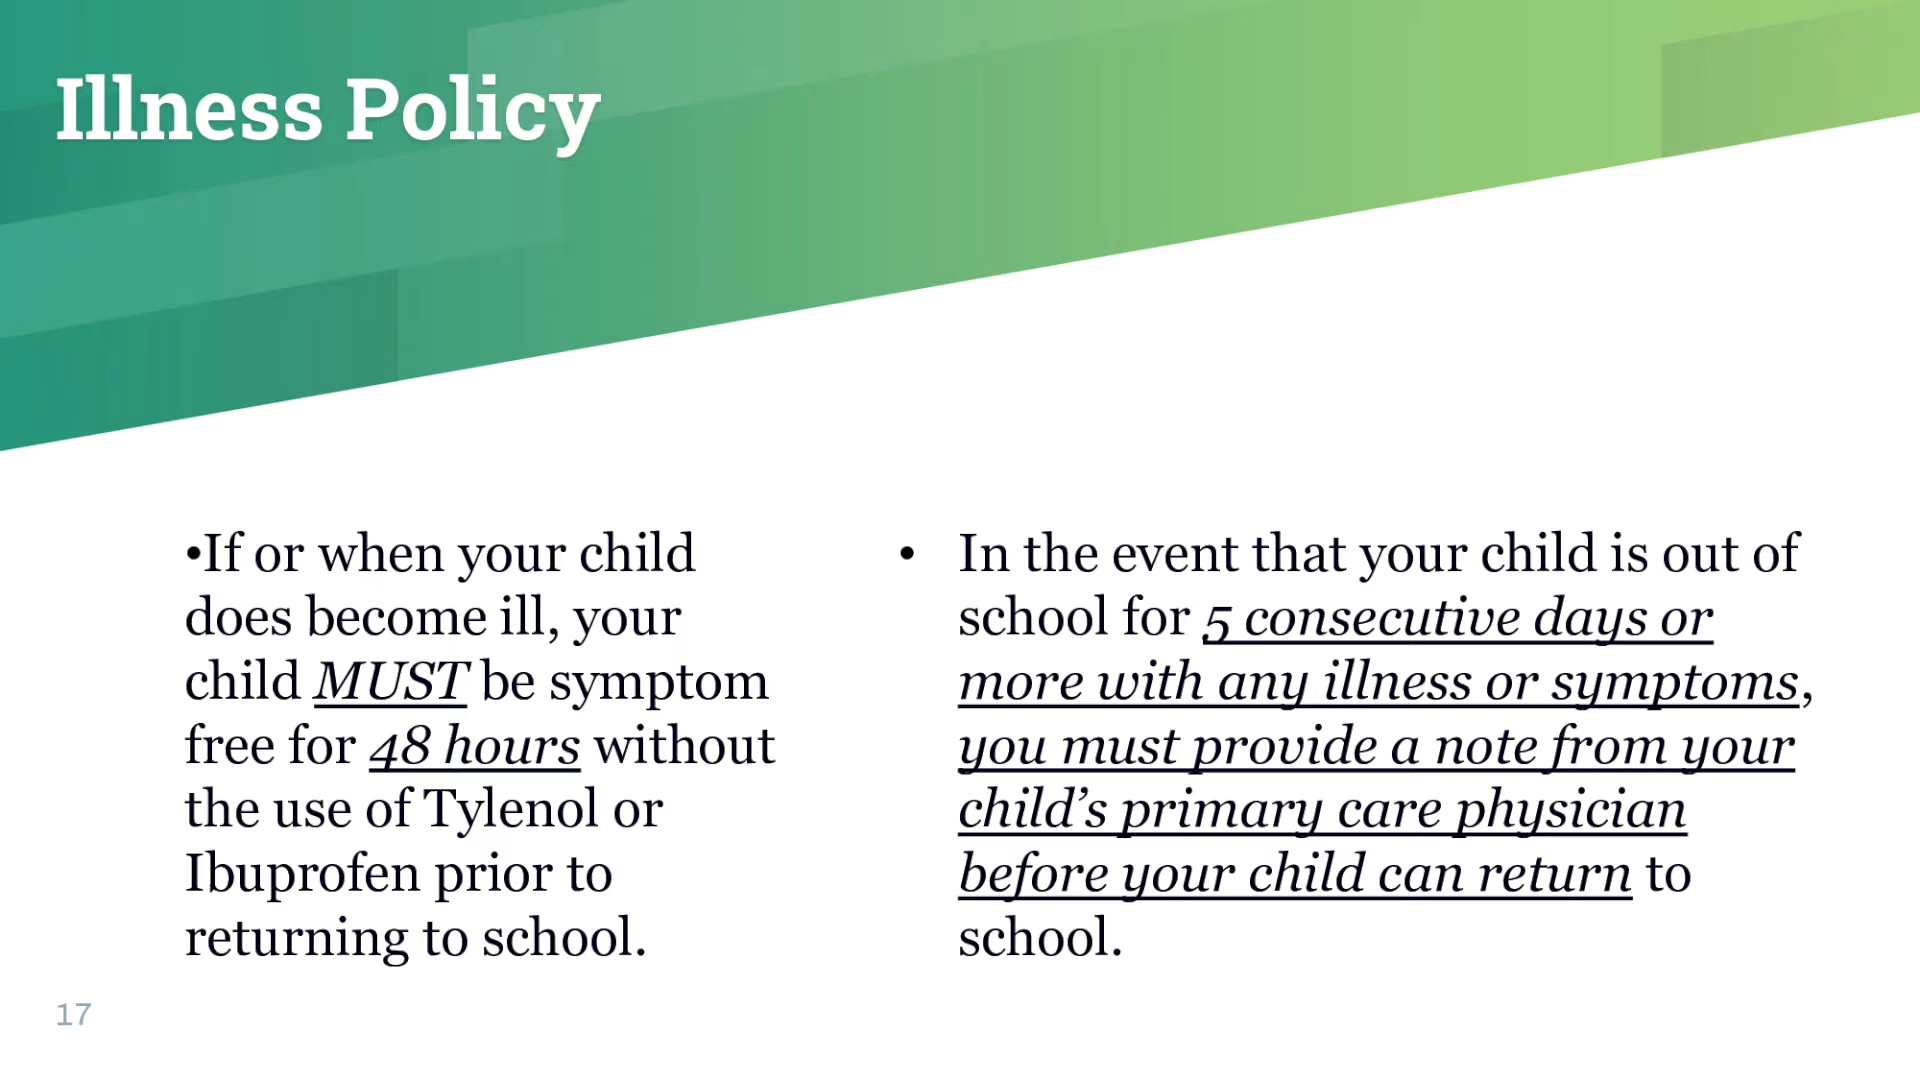 Illness Policy
•If or when your child
does become ill, your
child MUST be symptom
free for 48 hours without
the use of Tylenol or
Ibuprofen prior to
returning to school.
• In the event that your child is out of
school for 5 consecutive days or
more with any illness or symptoms,
you must provide a note from your
child’s primary care physician
before your child can return to
school.
17